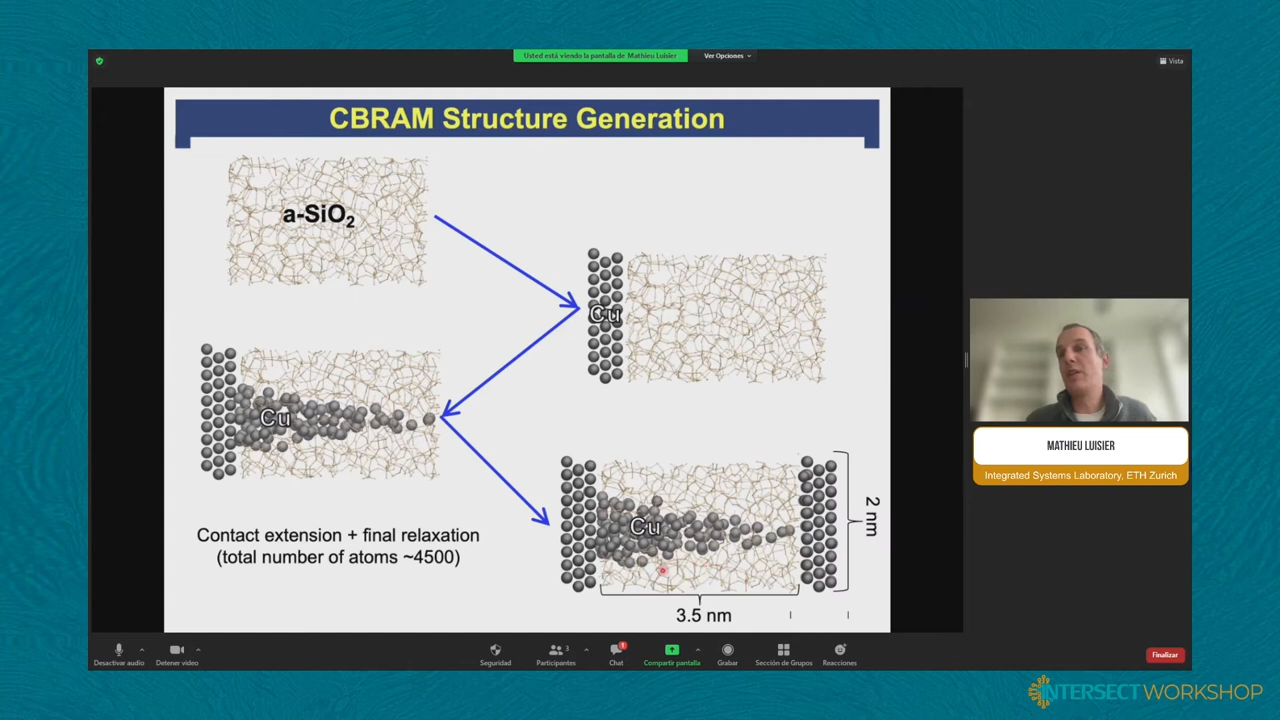 Usted está viendo la pantalla de Mathieu Luisier
Ver Opciones
Vista
CBRAM Structure Generation
a-SiO2
Cu
Cu
Cu
Contact extension + final relaxation
(total number of atoms ~4500)
2 nm
3.5 nm
MATHIEU LUISIER
Integrated Systems Laboratory, ETH Zurich
Desactivar audio
Detener video
Seguridad
Participantes
3
Chat
1
Compartir pantalla
Grabar
Sección de Grupos
Reacciones
Finalizar
INTERSECT WORKSHOP